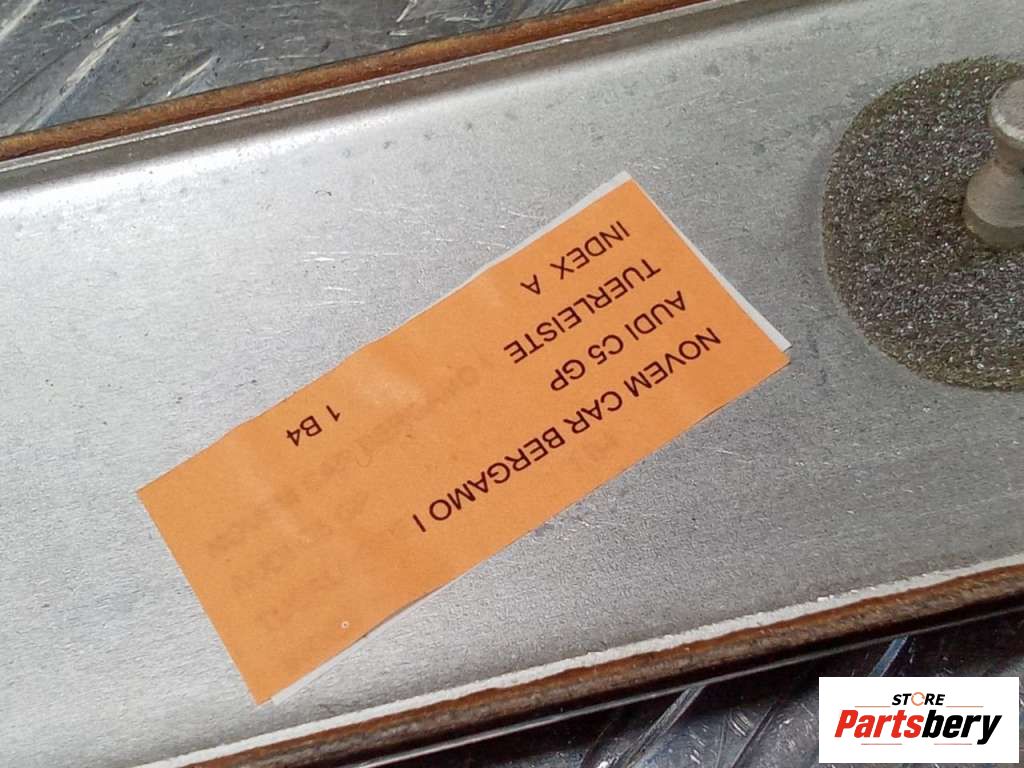 NOVEM CAR BERGAMO I
AUDI C5 GP
TUERLEISTE
INDEX A
1 B4
STORE
Partsbery